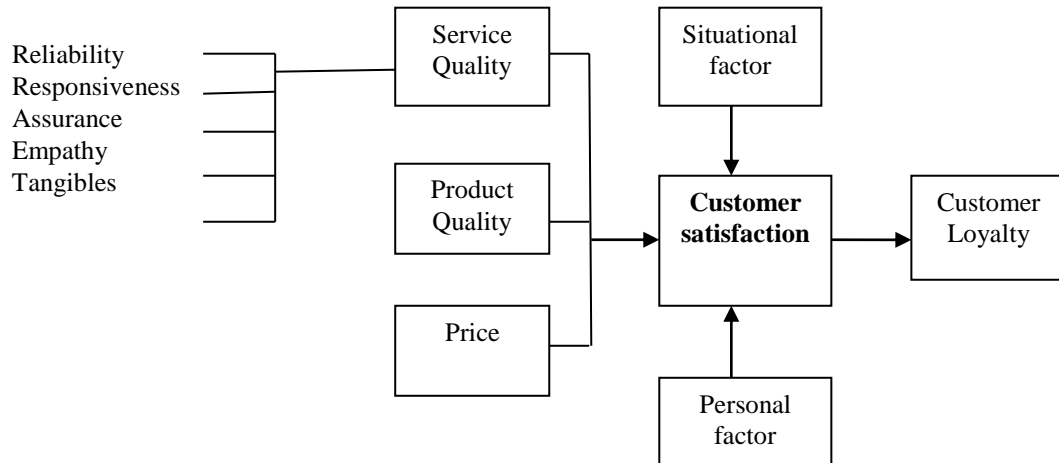 Reliability
Responsiveness
Assurance
Empathy
Tangibles
Service
Quality
Product
Quality
Price
Situational
factor
Customer
satisfaction
Personal
factor
Customer
Loyalty